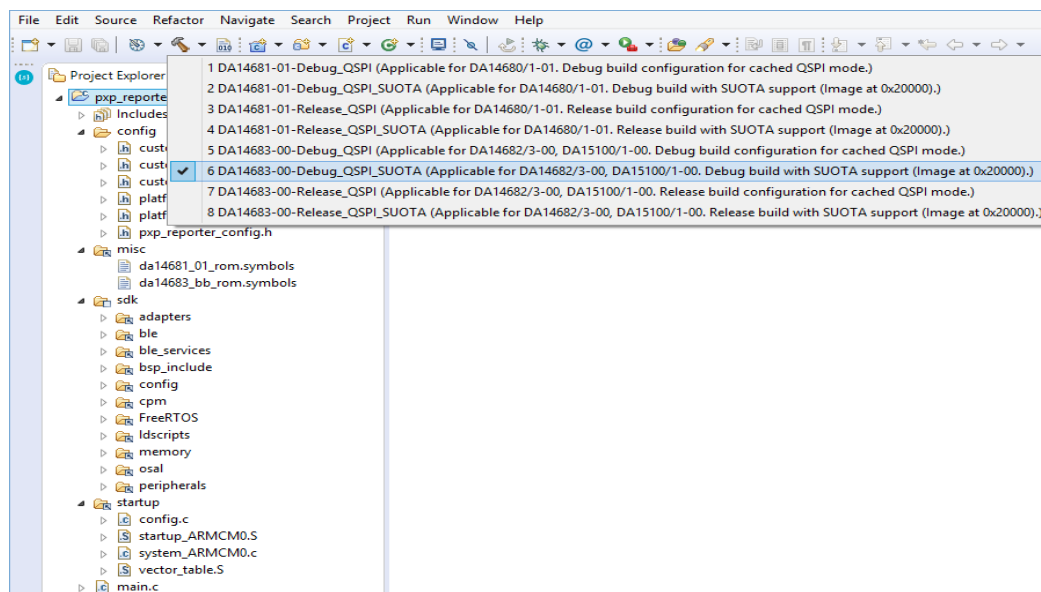 File Edit Source Refactor Navigate Search Project Run Window Help
Project Explorer
1 DA14681-01-Debug_QSPI (Applicable for DA14680/1-01. Debug build configuration for cached QSPI mode.)
2 DA14681-01-Debug_QSPI_SUOTA (Applicable for DA14680/1-01. Debug build with SUOTA support (Image at 0x20000).)
3 DA14681-01-Release_QSPI (Applicable for DA14680/1-01. Release build configuration for cached QSPI mode.)
4 DA14681-01-Release_QSPI_SUOTA (Applicable for DA14680/1-01. Release build with SUOTA support (Image at 0x20000).)
5 DA14683-00-Debug_QSPI (Applicable for DA14682/3-00, DA15100/1-00. Debug build configuration for cached QSPI mode.)
6 DA14683-00-Debug_QSPI_SUOTA (Applicable for DA14682/3-00, DA15100/1-00. Debug build with SUOTA support (Image at 0x20000).)
7 DA14683-00-Release_QSPI (Applicable for DA14682/3-00, DA15100/1-00. Release build configuration for cached QSPI mode.)
8 DA14683-00-Release_QSPI_SUOTA (Applicable for DA14682/3-00, DA15100/1-00. Release build with SUOTA support (Image at 0x20000).)
pxp_reporte
Includes
config
custo
custo
custo
platf
platf
pxp_reporter_config.h
misc
da14681_01_rom.symbols
da14683_bb_rom.symbols
sdk
adapters
ble
ble_services
bsp_include
config
cpm
FreeRTOS
ldscripts
memory
osal
peripherals
startup
config.c
startup_ARMCM0.S
system_ARMCM0.c
vector_table.S
main.c